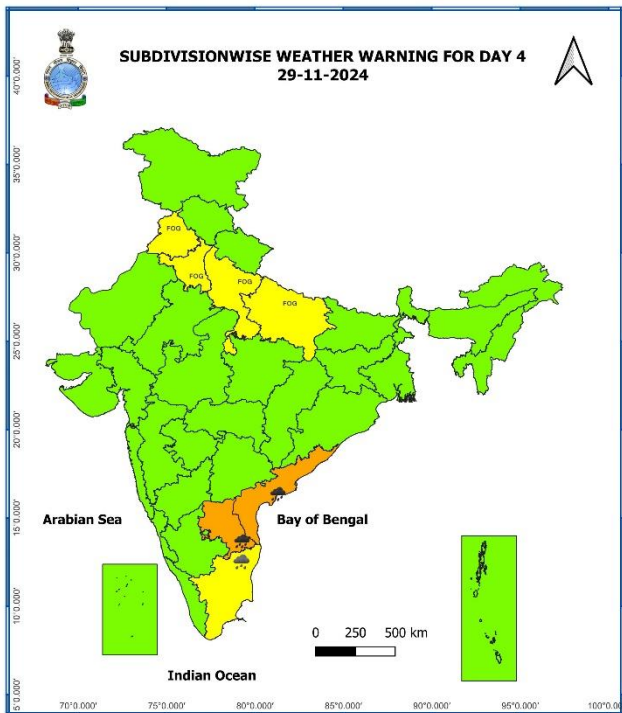 SUBDIVISIONWISE WEATHER WARNING FOR DAY 4
29-11-2024
40°0.000'
35°0.000'
30°0.000'
25°0.000'
20°0.000'
15°0.000'
10°0.000'
5°0.000'
FOG
FOG
FOG
FOG
Arabian Sea
Bay of Bengal
0 250 500 km
Indian Ocean
70°0.000' 75°0.000' 80°0.000' 85°0.000' 90°0.000' 95°0.000' 100°0.000'